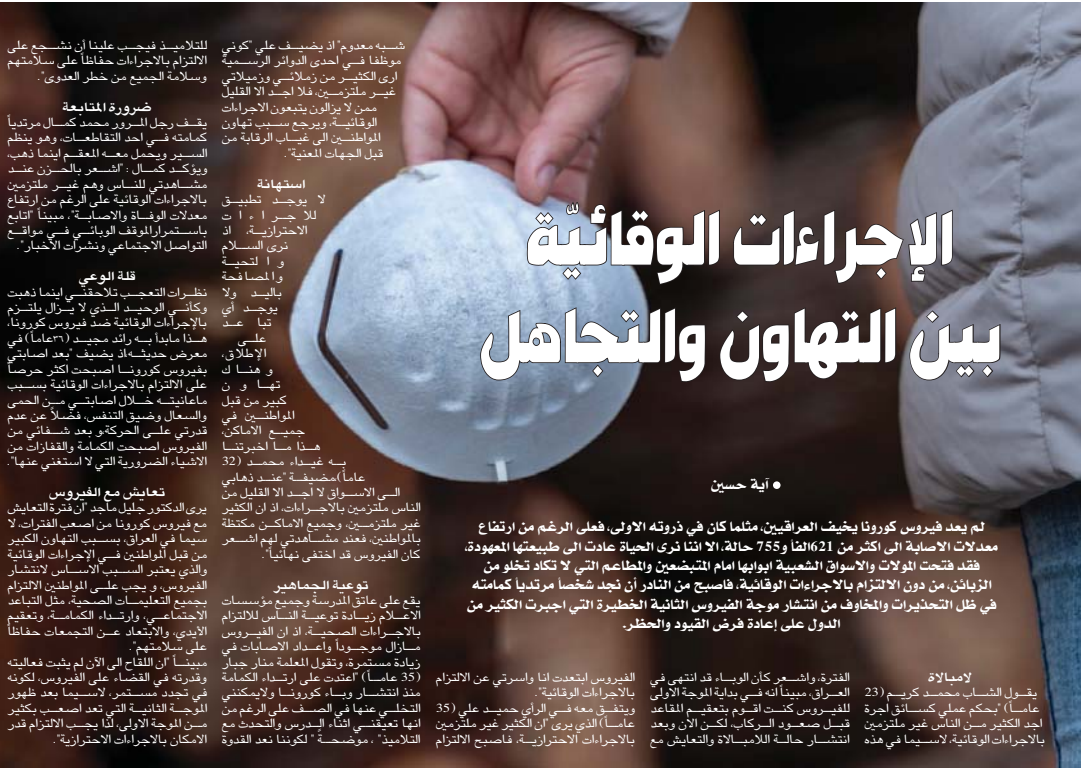 الإجراءات الوقائيّة
بين التهاون والتجاهل
● آية حسين
لم يعد فيروس كورونا يخيف العراقيين، مثلما كان في ذروته الاولى، فعلى الرغم من ارتفاع
معدلات الاصابة الى اكثر من 621الفاً و755 حالة، الا اننا نرى الحياة عادت الى طبيعتها المعهودة،
فقد فتحت المولات والاسواق الشعبية ابوابها امام المتبضعين والمطاعم التي لا تكاد تخلو من
الزبائن، من دون الالتزام بالاجراءات الوقائية، فاصبح من النادر أن نجد شخصاً مرتدياً كمامته
في ظل التحذيرات والمخاوف من انتشار موجة الفيروس الثانية الخطيرة التي اجبرت الكثير من
الدول على إعادة فرض القيود والحظر.
لامبالاة
يقول الشاب محمد كريم (23
عاماً) "بحكم عملي كسائق أجرة
اجد الكثير من الناس غير ملتزمين
بالاجراءات الوقائية، لاسيما في هذه
الفترة، واشعر كأن الوباء قد انتهى في
العراق، مبيناً انه في بداية الموجة الاولى
للفيروس كنت اقوم بتعقيم المقاعد
قبل صعود الركاب، لكن الآن وبعد
انتشار حالة اللامبالاة والتعايش مع
الفيروس ابتعدت انا واسرتي عن الالتزام
بالاجراءات الوقائية".
ويتفق معه في الرأي حميد علي (35
عاماً) الذي يرى "ان الكثير غير ملتزمين
بالاجراءات الاحترازية، فاصبح الالتزام
شبه معدوم" اذ يضيف علي "كوني
موظفا في احدى الدوائر الرسمية
ارى الكثير من زملائي وزميلاتي
غير ملتزمين، فلا اجد الا القليل
ممن لا يزالون يتبعون الاجراءات
الوقائية، ويرجع سبب تهاون
المواطنين الى غياب الرقابة من
قبل الجهات المعنية".
استهانة
لا يوجد تطبيق
للاجراءات
الاحترازية، اذ
نرى السلام
والتحية
والمصافحة
باليد ولا
يوجد أي
تباعد
على
الإطلاق،
وهناك
تهاون
كبير من قبل
المواطنين في
جميع الاماكن،
هذا ما اخبرتنا
به غيداء محمد (32
عاماً)مضيفة "عند ذهابي
الى الاسواق لا أجد الا القليل من
الناس ملتزمين بالاجراءات، اذ ان الكثير
غير ملتزمين، وجميع الاماكن مكتظة
بالمواطنين، فعند مشاهدتي لهم اشعر
كان الفيروس قد اختفى نهائياً".
توعية الجماهير
يقع على عاتق المدرسة وجميع مؤسسات
الاعلام زيادة توعية الناس للالتزام
بالاجراءات الصحية، اذ ان الفيروس
مازال موجوداً وأعداد الاصابات في
زيادة مستمرة، وتقول المعلمة منار جبار
(35 عاماً) "اعتدت على ارتداء الكمامة
منذ انتشار وباء كورونا ولايمكنني
التخلي عنها في الصف على الرغم من
انها تعيقني اثناء الدرس والتحدث مع
التلاميذ" ، موضحةً " لكوننا نعد القدوة
للتلاميذ فيجب علينا أن نشجع على
الالتزام بالاجراءات حفاظاً على سلامتهم
وسلامة الجميع من خطر العدوى".
ضرورة المتابعة
يقف رجل المرور محمد كمال مرتدياً
كمامته في احد التقاطعات، وهو ينظم
السير ويحمل معه المعقم اينما ذهب،
ويؤكد كمال : "اشعر بالحزن عند
مشاهدتي للناس وهم غير ملتزمين
بالاجراءات الوقائية على الرغم من ارتفاع
معدلات الوفاة والاصابة"، مبيناً "اتابع
باستمرارالموقف الوبائي في مواقع
التواصل الاجتماعي ونشرات الأخبار".
قلة الوعي
نظرات التعجب تلاحقني اينما ذهبت
وكأني الوحيد الذي لا يزال يلتزم
بالإجراءات الوقائية ضد فيروس كورونا،
هذا مابدأ به رائد مجيد (٣٦عاماً) في
معرض حديثه اذ يضيف "بعد اصابتي
بفيروس كورونا اصبحت اكثر حرصاً
على الالتزام بالاجراءات الوقائية بسبب
ماعانيته خلال اصابتي من الحمى
والسعال وضيق التنفس، فضلاً عن عدم
قدرتي على الحركةو بعد شفائي من
الفيروس اصبحت الكمامة والقفازات من
الاشياء الضرورية التي لا استغني عنها".
تعايش مع الفيروس
يرى الدكتور جليل ماجد "ان فترة التعايش
مع فيروس كورونا من اصعب الفترات، لا
سيما في العراق، بسبب التهاون الكبير
من قبل المواطنين في الإجراءات الوقائية
والذي يعتبر السبب الاساس لانتشار
الفيروس، و يجب على المواطنين الالتزام
بجميع التعليمات الصحية، مثل التباعد
الاجتماعي، وارتداء الكمامة، وتعقيم
الأيدي، والابتعاد عن التجمعات حفاظاً
على سلامتهم".
مبيناً "ان اللقاح الى الآن لم يثبت فعاليته
وقدرته في القضاء على الفيروس، لكونه
في تجدد مستمر، لاسيما بعد ظهور
الموجة الثانية التي تعد اصعب بكثير
من الموجة الاولى، لذا يجب الالتزام قدر
الامكان بالاجراءات الاحترازية".